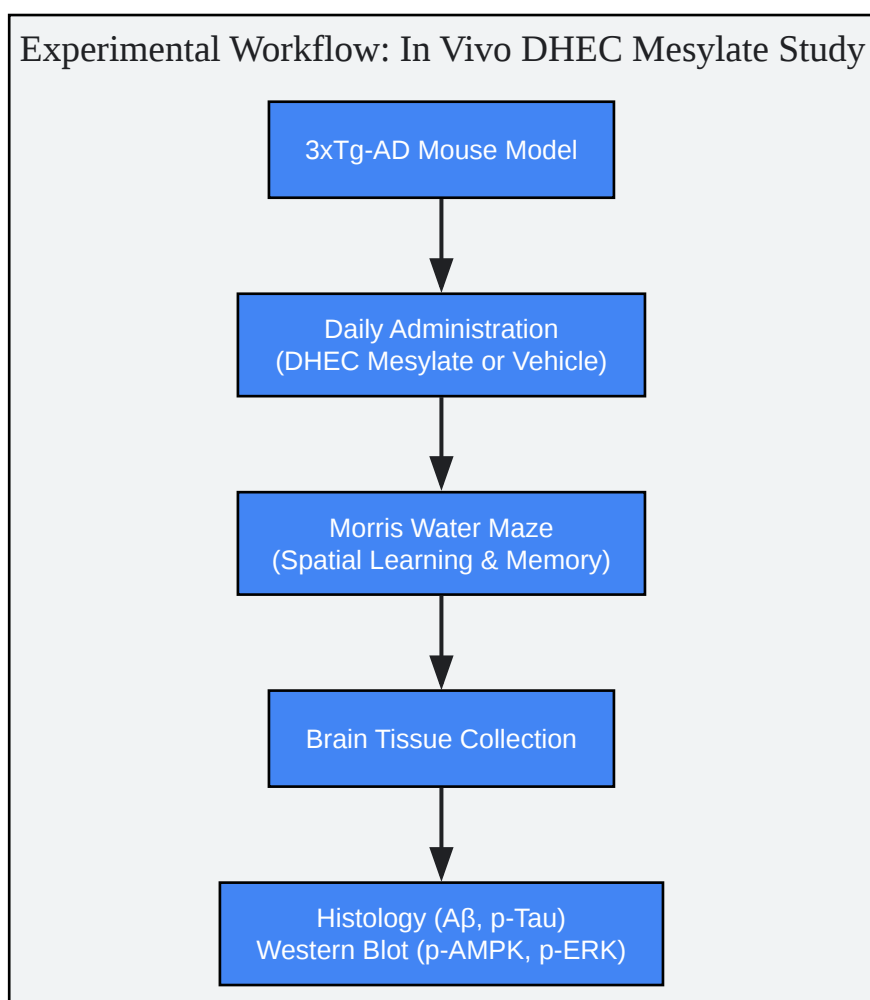 Experimental Workflow: In Vivo DHEC Mesylate Study
3xTg-AD Mouse Model
Daily Administration
(DHEC Mesylate or Vehicle)
Morris Water Maze
(Spatial Learning & Memory)
Brain Tissue Collection
Histology (Aβ, p-Tau)
Western Blot (p-AMPK, p-ERK)